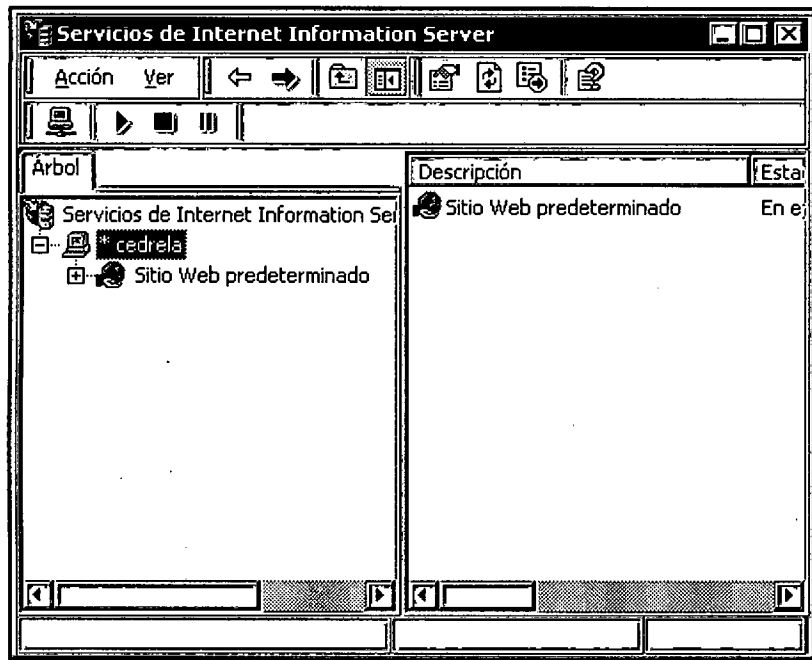 Servicios de Internet Information Server
Acción Ver
Árbol
Descripción Esta
Servicios de Internet Information Se
Sitio Web predeterminado En e
* cedrela
Sitio Web predeterminado